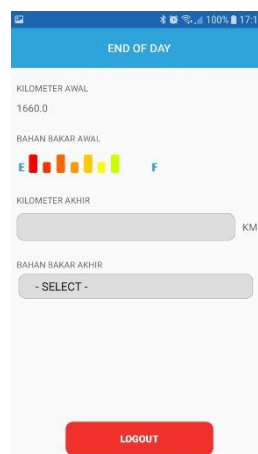 100% 17:1
END OF DAY
KILOMETER AWAL
1660.0
BAHAN BAKAR AWAL
E F
KILOMETER AKHIR
KM
BAHAN BAKAR AKHIR
- SELECT -
LOGOUT